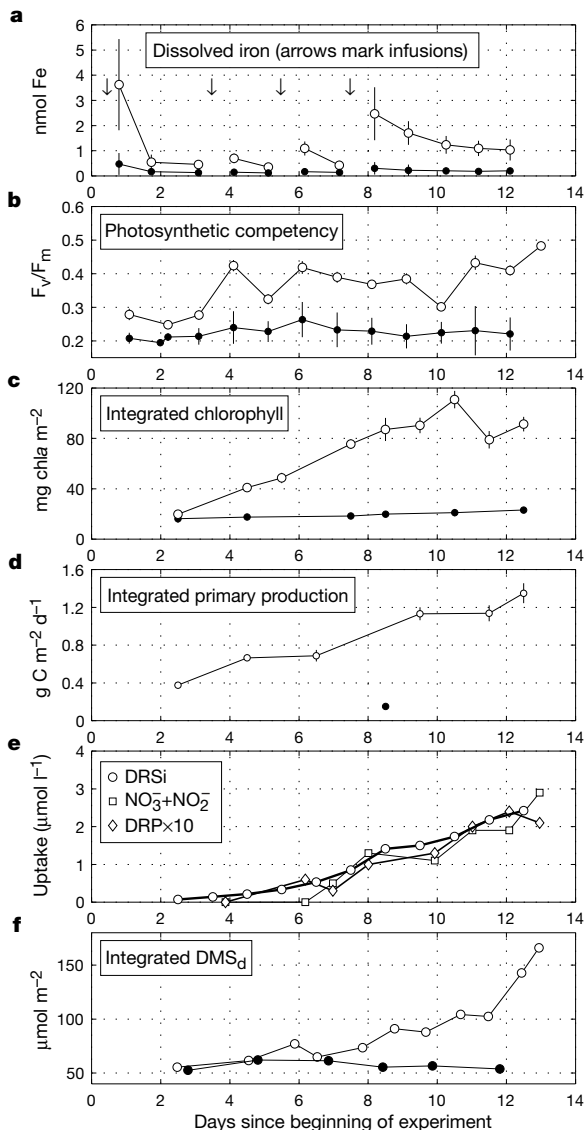 a
Dissolved iron (arrows mark infusions)
nmol Fe
6
5
4
3
2
1
0
0 2 4 6 8 10 12 14
b
Photosynthetic competency
Fv/Fm
0.6
0.5
0.4
0.3
0.2
0 2 4 6 8 10 12 14
c
Integrated chlorophyll
mg chla m−2
120
80
40
0
0 2 4 6 8 10 12 14
d
Integrated primary production
g C m−2 d−1
1.6
1.2
0.8
0.4
0
0 2 4 6 8 10 12 14
e
DRSi
NO3−+NO2−
DRP×10
Uptake (μmol l−1)
4
3
2
1
0
0 2 4 6 8 10 12 14
f
Integrated DMSd
μmol m−2
150
100
50
0 2 4 6 8 10 12 14
Days since beginning of experiment